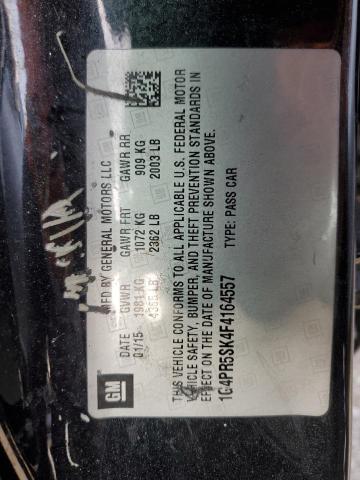 GM
MFD BY GENERAL MOTORS LLC
DATE GVWR GAWR FRT GAWR RR
01/15 1981 KG 1072 KG 909 KG
4365 LB 2362 LB 2003 LB
THIS VEHICLE CONFORMS TO ALL APPLICABLE U.S. FEDERAL MOTOR
VEHICLE SAFETY, BUMPER, AND THEFT PREVENTION STANDARDS IN
EFFECT ON THE DATE OF MANUFACTURE SHOWN ABOVE.
1G4PR5SK4F4164557 TYPE: PASS CAR